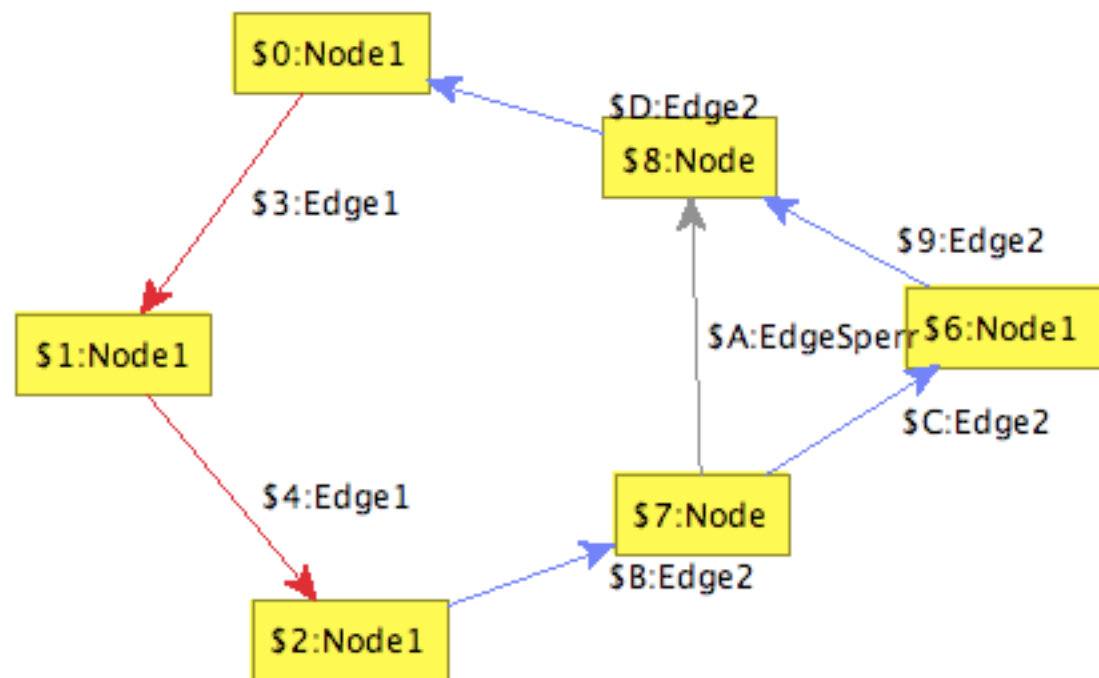 $0:Node1
$D:Edge2
$8:Node
$3:Edge1
$9:Edge2
$1:Node1
$A:EdgeSperr
$6:Node1
$C:Edge2
$4:Edge1
$7:Node
$B:Edge2
$2:Node1